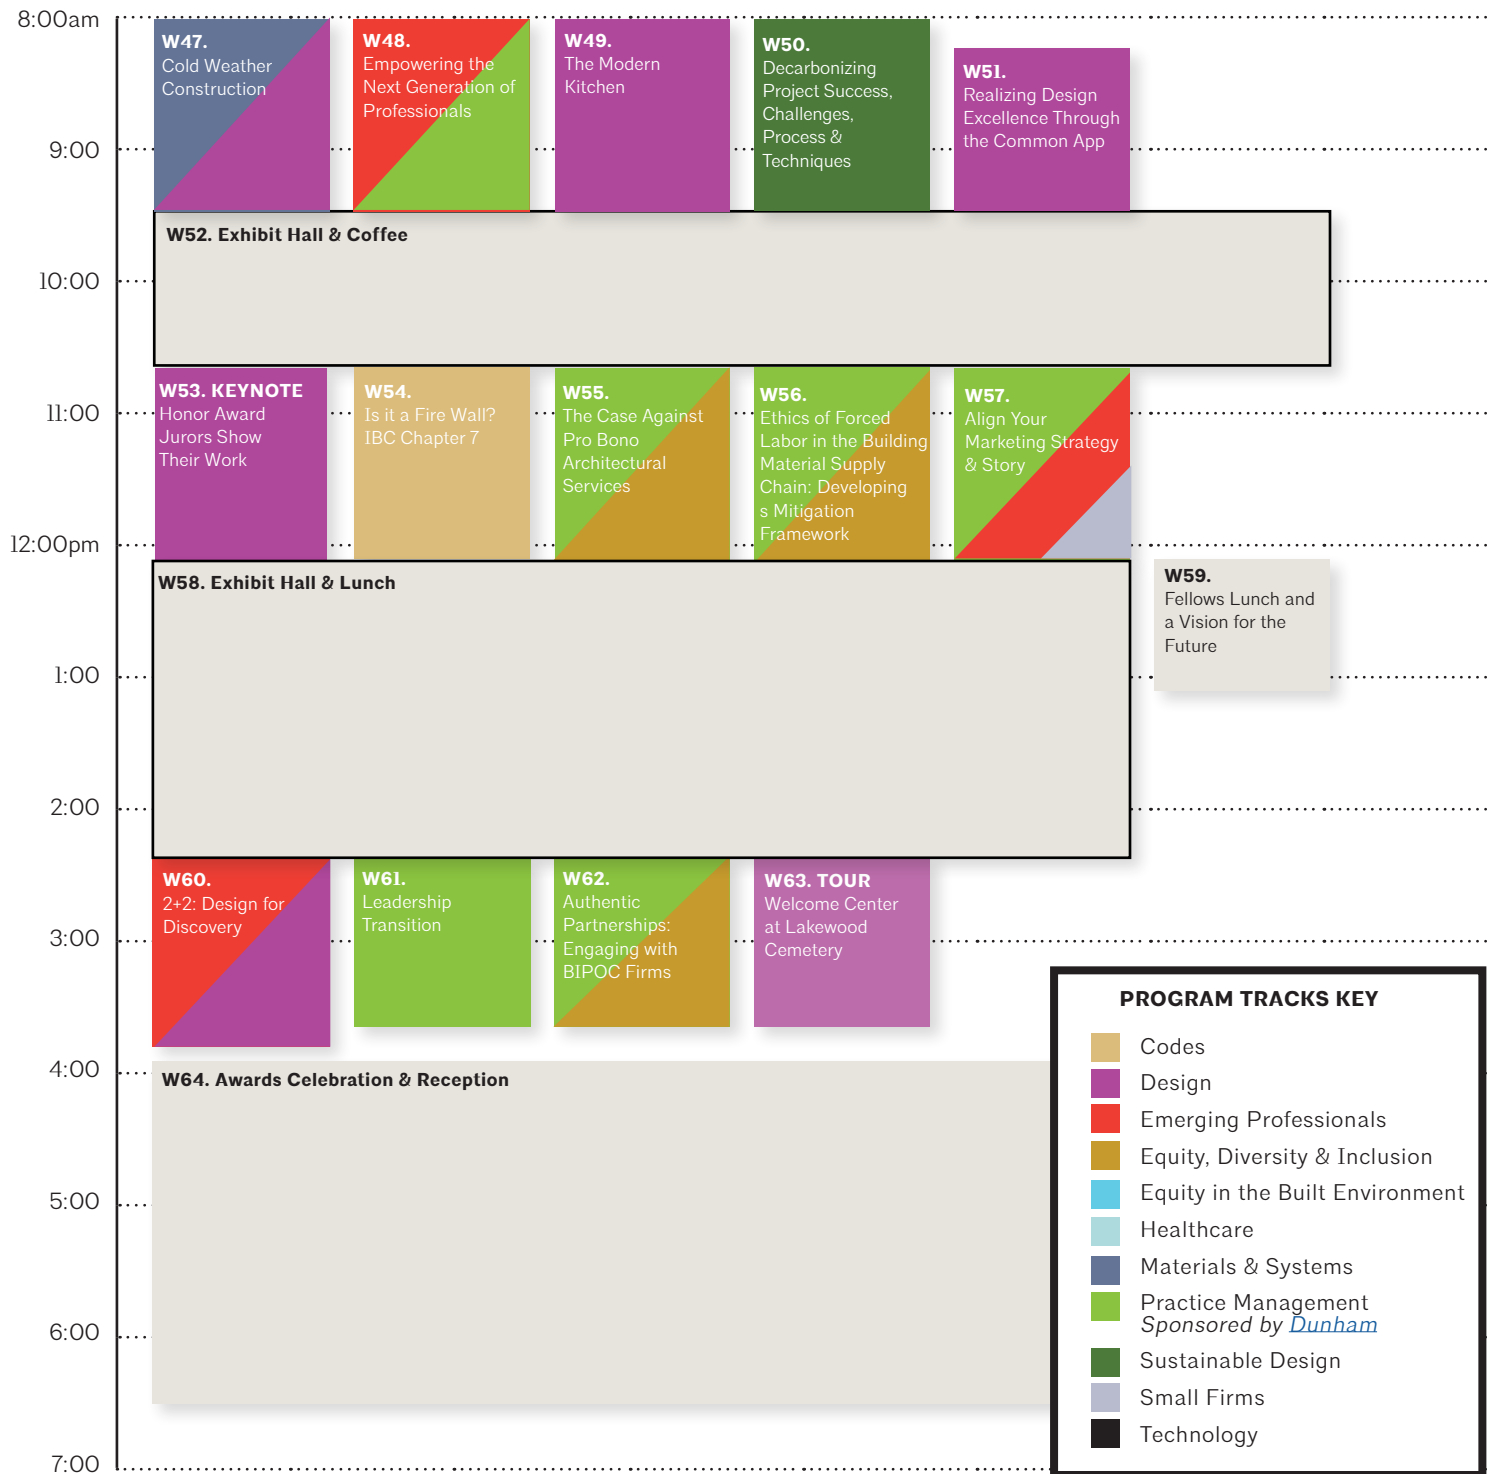 8:00am
W47.
Cold Weather
Construction
W48.
Empowering the
Next Generation of
Professionals
W49.
The Modern
Kitchen
W50.
Decarbonizing
Project Success,
Challenges,
Process &
Techniques
W51.
Realizing Design
Excellence Through
the Common App
9:00
W52. Exhibit Hall & Coffee
10:00
W53. KEYNOTE
Honor Award
Jurors Show
Their Work
W54.
Is it a Fire Wall?
IBC Chapter 7
W55.
The Case Against
Pro Bono
Architectural
Services
W56.
Ethics of Forced
Labor in the Building
Material Supply
Chain: Developing
s Mitigation
Framework
W57.
Align Your
Marketing Strategy
& Story
11:00
12:00pm
W58. Exhibit Hall & Lunch
W59.
Fellows Lunch and
a Vision for the
Future
1:00
2:00
W60.
2+2: Design for
Discovery
W61.
Leadership
Transition
W62.
Authentic
Partnerships:
Engaging with
BIPOC Firms
W63. TOUR
Welcome Center
at Lakewood
Cemetery
3:00
4:00
W64. Awards Celebration & Reception
5:00
6:00
7:00
PROGRAM TRACKS KEY
Codes
Design
Emerging Professionals
Equity, Diversity & Inclusion
Equity in the Built Environment
Healthcare
Materials & Systems
Practice Management
Sponsored by Dunham
Sustainable Design
Small Firms
Technology